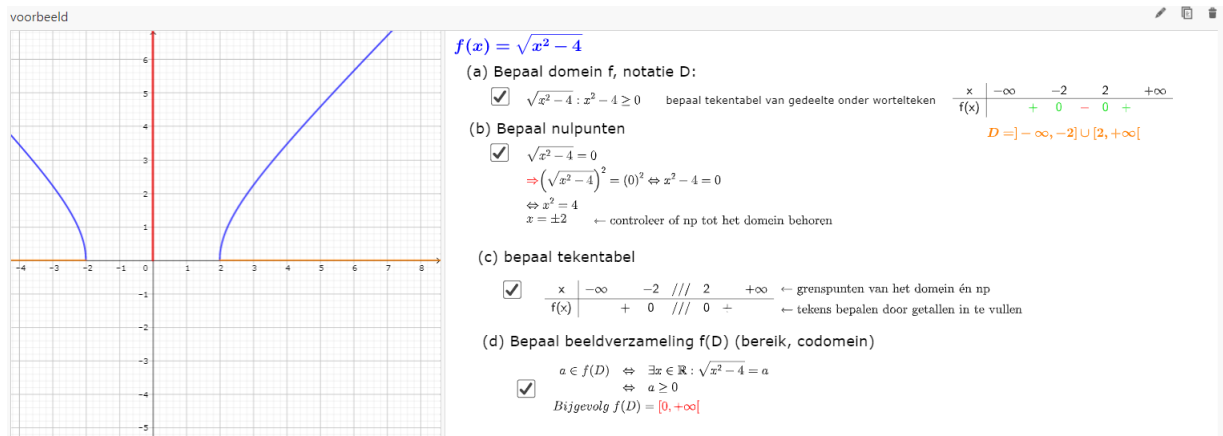 voorbeeld
f(x) = √(x² − 4)
(a) Bepaal domein f, notatie D:
√(x² − 4) : x² − 4 ≥ 0 bepaal tekentabel van gedeelte onder wortelteken
x −∞ −2 2 +∞
f(x) + 0 − 0 +
D =] − ∞, −2] ∪ [2, +∞[
(b) Bepaal nulpunten
√(x² − 4) = 0
⇒(√(x² − 4))² = (0)² ⇔ x² − 4 = 0
⇔ x² = 4
x = ±2 ← controleer of np tot het domein behoren
(c) bepaal tekentabel
x −∞ −2 /// 2 +∞ ← grenspunten van het domein én np
f(x) + 0 /// 0 + ← tekens bepalen door getallen in te vullen
(d) Bepaal beeldverzameling f(D) (bereik, codomein)
a ∈ f(D) ⇔ ∃x ∈ ℝ : √(x² − 4) = a
⇔ a ≥ 0
Bijgevolg f(D) = [0, +∞[
6
5
4
3
2
1
−4 −3 −2 −1 0 1 2 3 4 5 6 7 8
−1
−2
−3
−4
−5